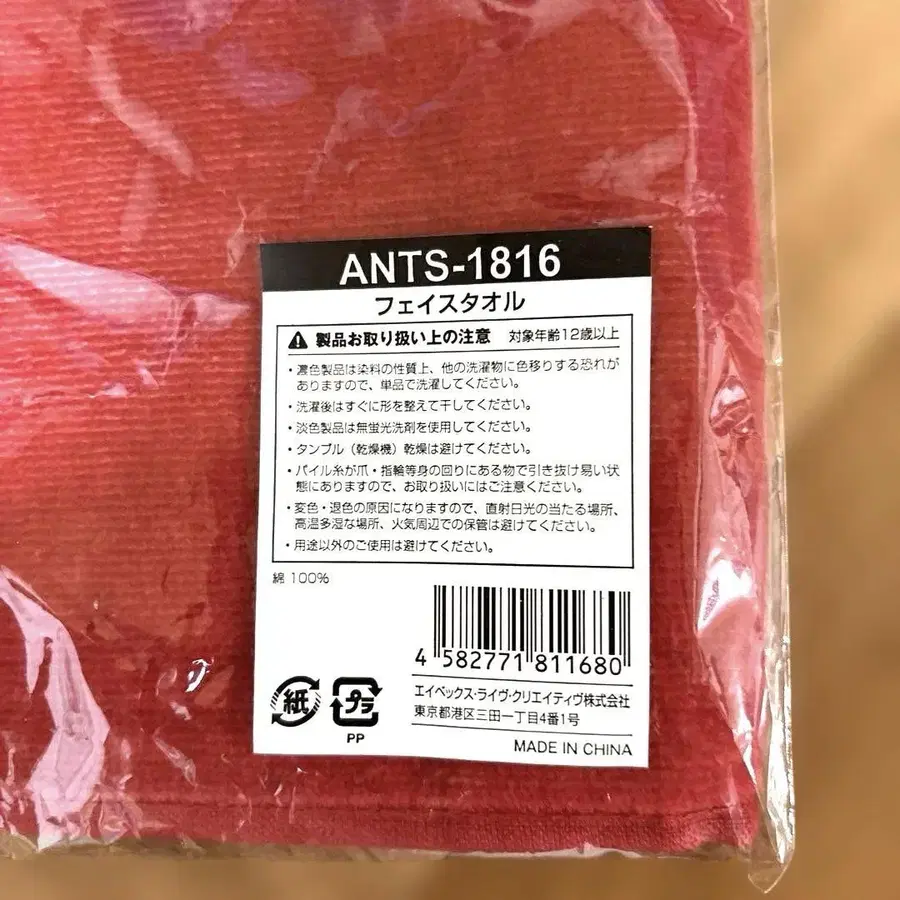 ANTS-1816
フェイスタオル
製品お取り扱い上の注意 対象年齢12歳以上
・濃色製品は染料の性質上、他の洗濯物に色移りする恐れが
ありますので、単品で洗濯してください。
・洗濯後はすぐに形を整えて干してください。
・淡色製品は無蛍光洗剤を使用してください。
・タンブル（乾燥機）乾燥は避けてください。
・パイル糸が爪・指輪等身の回りにある物で引き抜け易い状
態にありますので、お取り扱いにはご注意ください。
・変色・退色の原因になりますので、直射日光の当たる場所、
高温多湿な場所、火気周辺での保管は避けてください。
・用途以外のご使用は避けてください。
綿 100%
4 582771 811680
エイベックス・ライヴ・クリエイティヴ株式会社
東京都港区三田一丁目4番1号
紙 プラ
PP
MADE IN CHINA